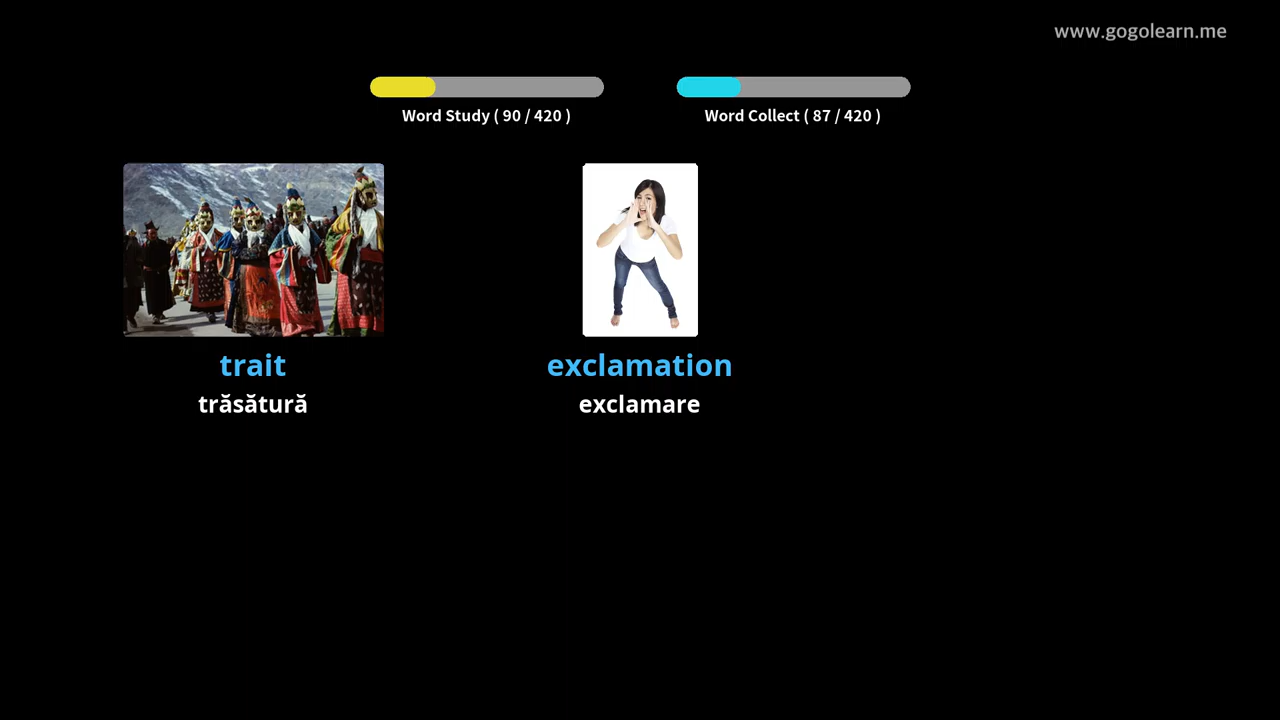 www.gogolearn.me
Word Study ( 90 / 420 )
Word Collect ( 87 / 420 )
trait
trăsătură
exclamation
exclamare